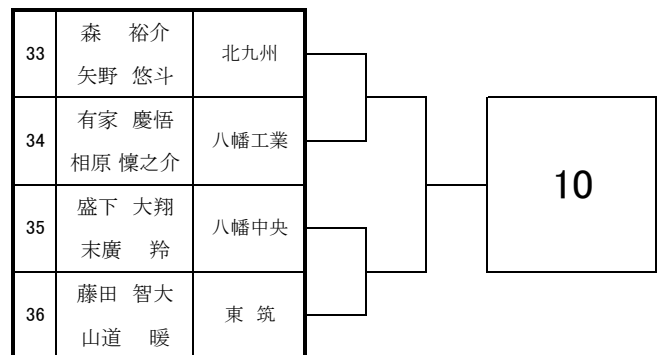 33
森 裕介
矢野 悠斗
北九州
34
有家 慶悟
相原 懍之介
八幡工業
35
盛下 大翔
末廣 羚
八幡中央
36
藤田 智大
山道 暖
東 筑
10